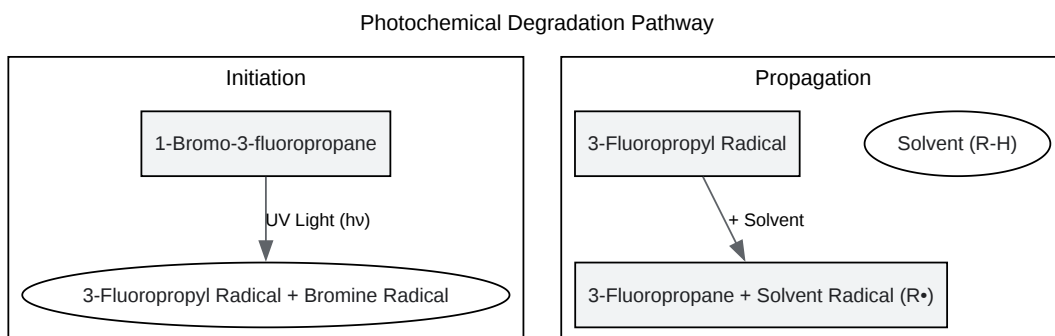 Photochemical Degradation Pathway
Initiation
1-Bromo-3-fluoropropane
UV Light (hν)
3-Fluoropropyl Radical + Bromine Radical
Propagation
3-Fluoropropyl Radical
Solvent (R-H)
+ Solvent
3-Fluoropropane + Solvent Radical (R•)